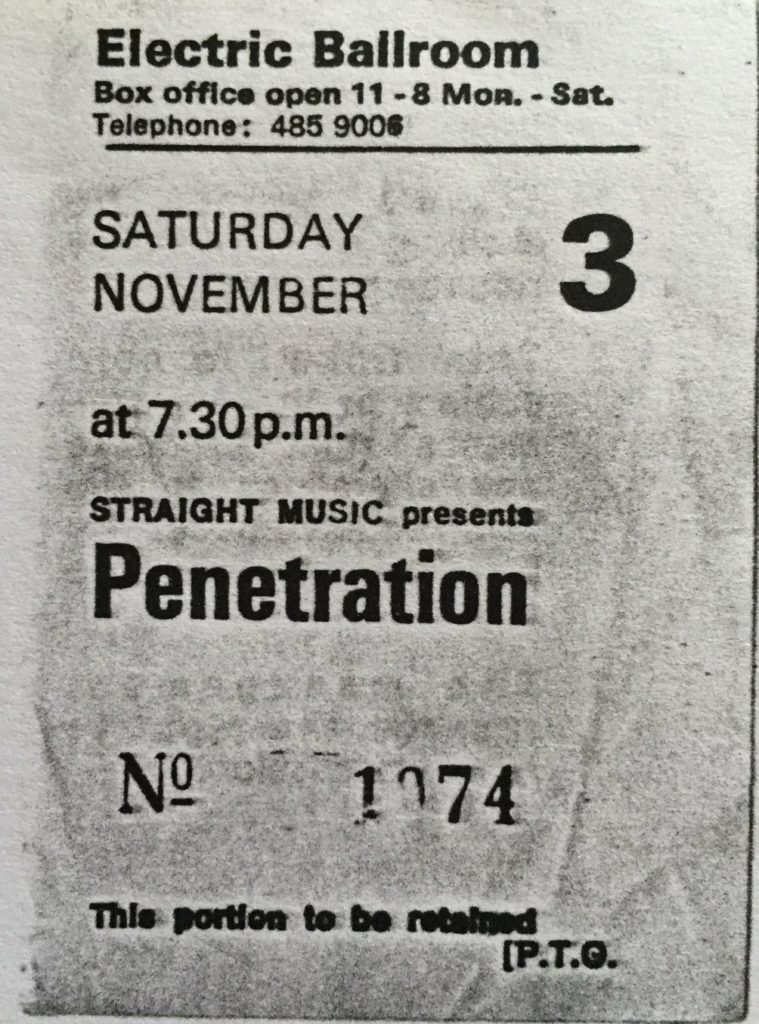 Electric Ballroom
Box office open 11 - 8 Mon. - Sat.
Telephone: 485 9006
SATURDAY 3
NOVEMBER
at 7.30 p.m.
STRAIGHT MUSIC presents
Penetration
Nº
This portion to be retained
[P.T.O.